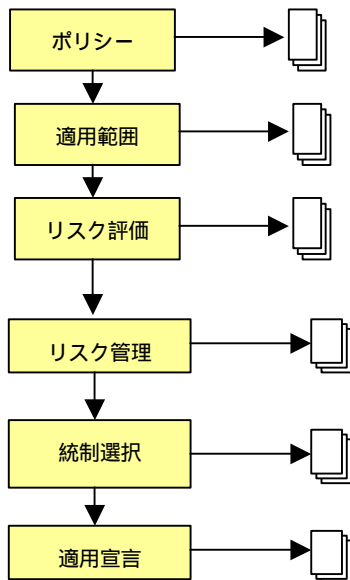 ポリシー
適用範囲
リスク評価
リスク管理
統制選択
適用宣言